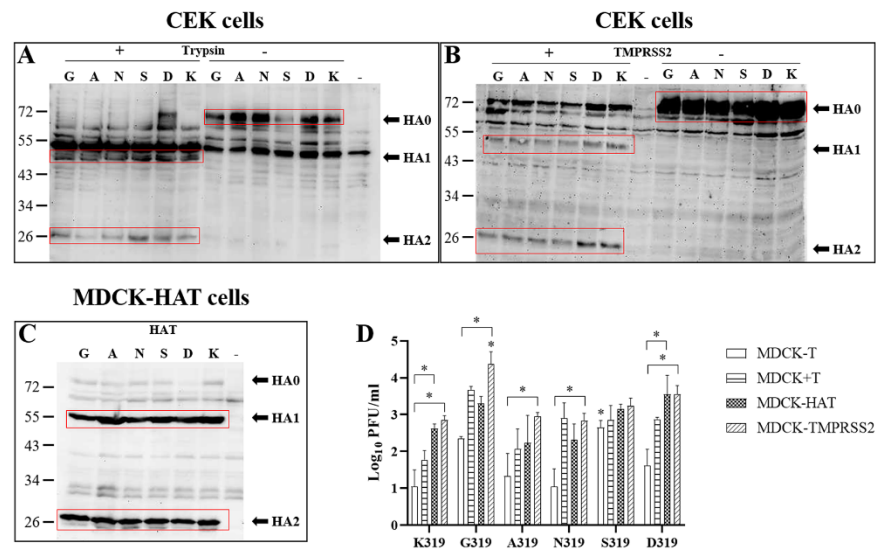 CEK cells
A
+ Trypsin -
G A N S D K G A N S D K -
72
55
43
34
26
HA0
HA1
HA2
CEK cells
B
+ TMPRSS2 -
G A N S D K - G A N S D K
72
55
43
34
26
HA0
HA1
HA2
MDCK-HAT cells
C
HAT
G A N S D K -
72
55
43
34
26
HA0
HA1
HA2
D
Log10 PFU/ml
5
4
3
2
1
0
* * * * * * * * * *
K319 G319 A319 N319 S319 D319
MDCK-T
MDCK+T
MDCK-HAT
MDCK-TMPRSS2